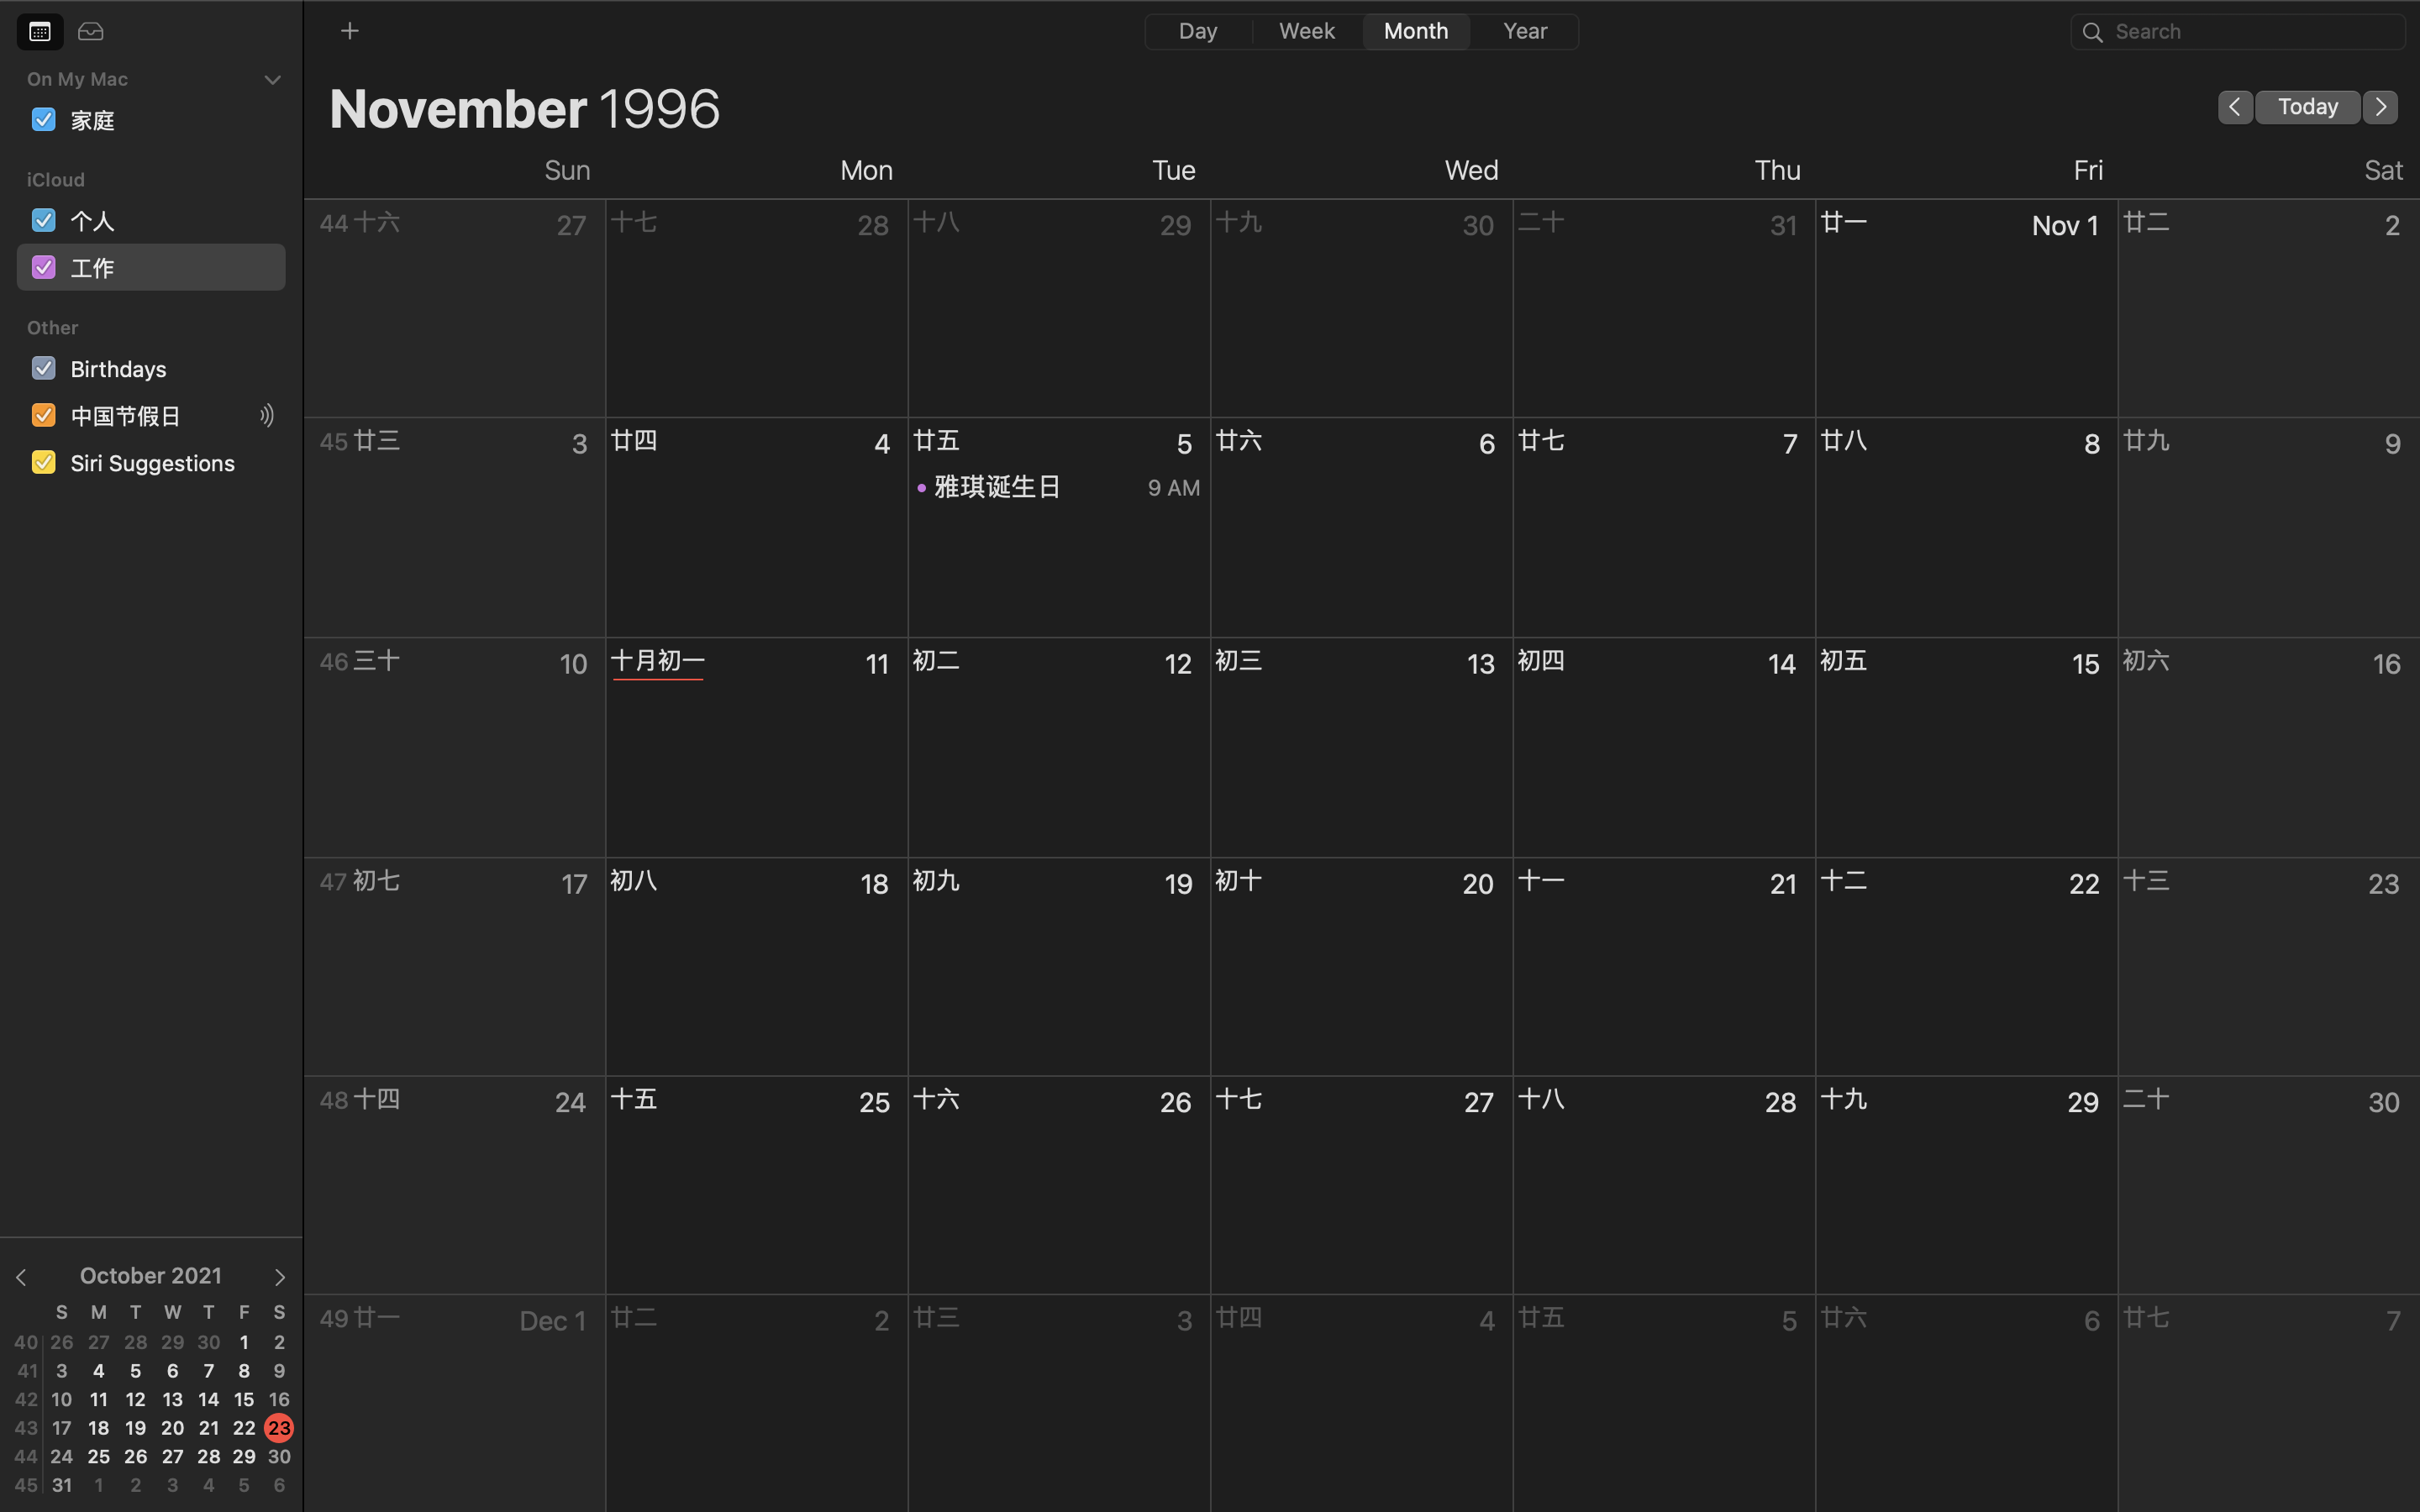 Day Week Month Year
Search
On My Mac
家庭
iCloud
个人
工作
Other
Birthdays
中国节假日
Siri Suggestions
November 1996
Today
Sun Mon Tue Wed Thu Fri Sat
44 十六 27 十七 28 十八 29 十九 30 二十 31 廿一 Nov 1 廿二 2
45 廿三 3 廿四 4 廿五 5 廿六 6 廿七 7 廿八 8 廿九 9
雅琪诞生日 9 AM
46 三十 10 十月初一 11 初二 12 初三 13 初四 14 初五 15 初六 16
47 初七 17 初八 18 初九 19 初十 20 十一 21 十二 22 十三 23
48 十四 24 十五 25 十六 26 十七 27 十八 28 十九 29 二十 30
49 廿一 Dec 1 廿二 2 廿三 3 廿四 4 廿五 5 廿六 6 廿七 7
October 2021
S M T W T F S
40 26 27 28 29 30 1 2
41 3 4 5 6 7 8 9
42 10 11 12 13 14 15 16
43 17 18 19 20 21 22 23
44 24 25 26 27 28 29 30
45 31 1 2 3 4 5 6